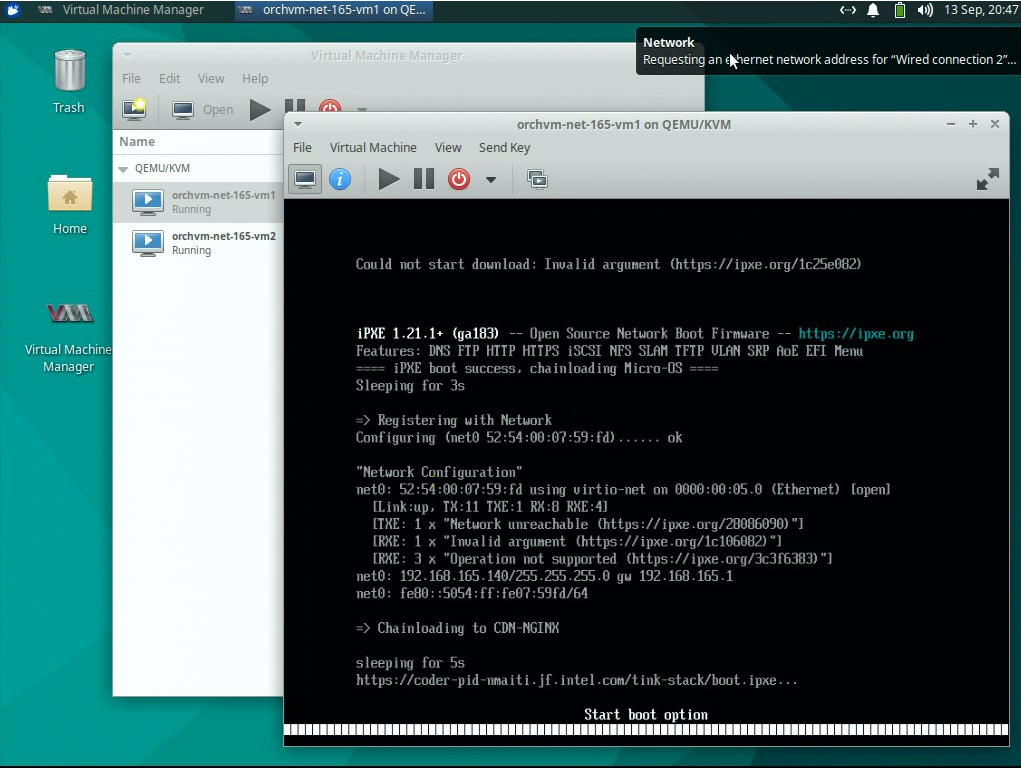 Virtual Machine Manager
orchvm-net-165-vm1 on QE...
13 Sep, 20:47
Network
Requesting an ethernet network address for “Wired connection 2”...
Trash
Home
Virtual Machine
Manager
Virtual Machine Manager
File Edit View Help
Open
Name
QEMU/KVM
orchvm-net-165-vm1
Running
orchvm-net-165-vm2
Running
orchvm-net-165-vm1 on QEMU/KVM
File Virtual Machine View Send Key
Could not start download: Invalid argument (https://ipxe.org/1c25e082)
iPXE 1.21.1+ (ga183) -- Open Source Network Boot Firmware -- https://ipxe.org
Features: DNS FTP HTTP HTTPS iSCSI NFS SLAM TFTP VLAN SRP AoE EFI Menu
==== iPXE boot success, chainloading Micro-OS ====
Sleeping for 3s
=> Registering with Network
Configuring (net0 52:54:00:07:59:fd)...... ok
"Network Configuration"
net0: 52:54:00:07:59:fd using virtio-net on 0000:00:05.0 (Ethernet) [open]
[Link:up, TX:11 TXE:1 RX:8 RXE:4]
[TXE: 1 x "Network unreachable (https://ipxe.org/28086090)"]
[RXE: 1 x "Invalid argument (https://ipxe.org/1c106082)"]
[RXE: 3 x "Operation not supported (https://ipxe.org/3c3f6383)"]
net0: 192.168.165.140/255.255.255.0 gw 192.168.165.1
net0: fe80::5054:ff:fe07:59fd/64
=> Chainloading to CDN-NGINX
sleeping for 5s
https://coder-pid-nmaiti.jf.intel.com/tink-stack/boot.ipxe...
Start boot option